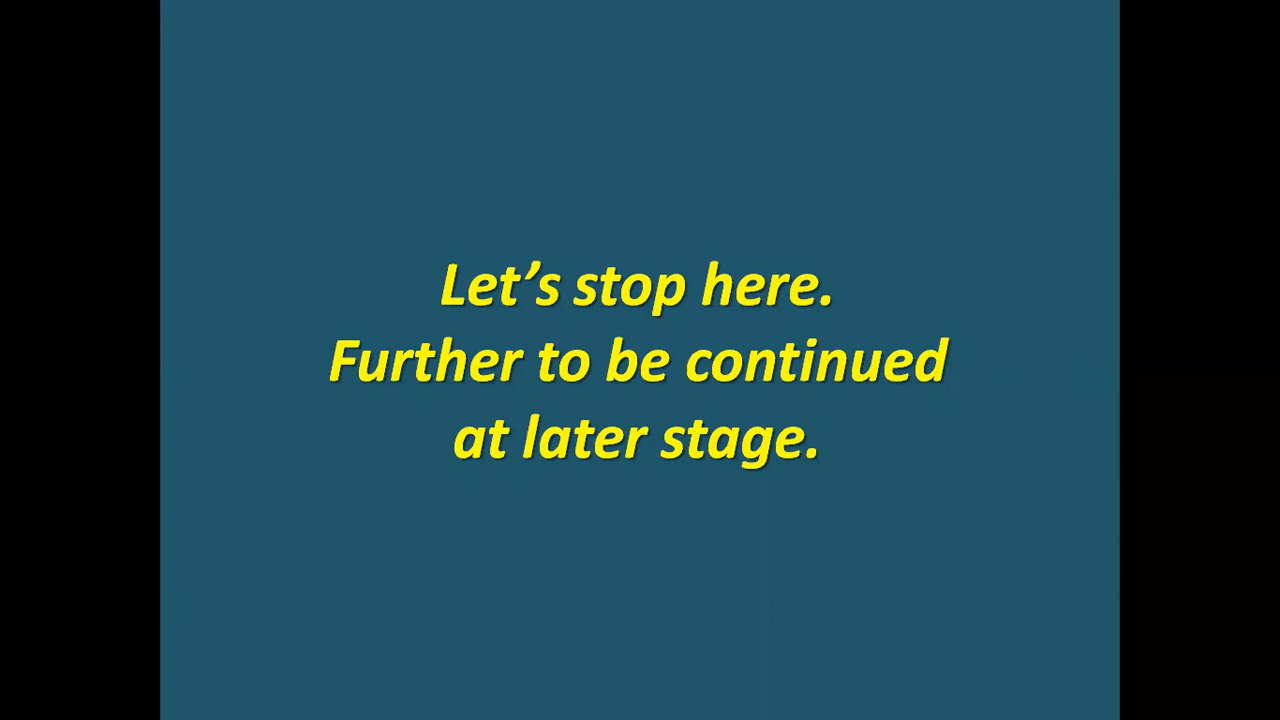 Let’s stop here.
Further to be continued
at later stage.